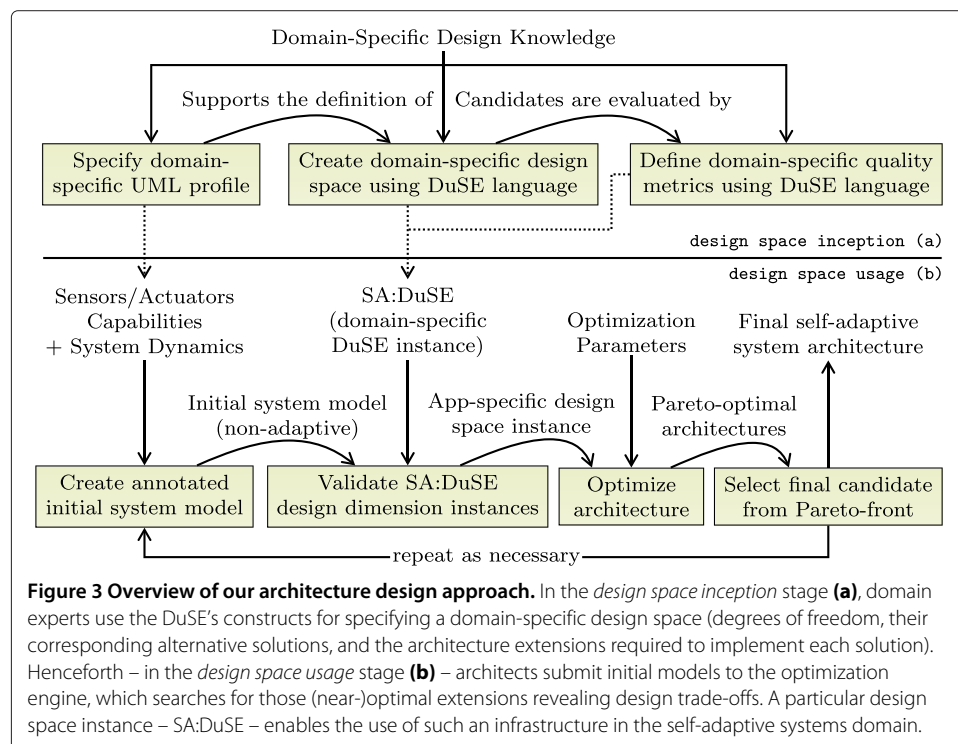 Domain-Specific Design Knowledge
Supports the definition of
Candidates are evaluated by
Specify domain-
specific UML profile
Create domain-specific design
space using DuSE language
Define domain-specific quality
metrics using DuSE language
design space inception (a)
design space usage (b)
Sensors/Actuators
Capabilities
+ System Dynamics
SA:DuSE
(domain-specific
DuSE instance)
Optimization
Parameters
Final self-adaptive
system architecture
Initial system model
(non-adaptive)
App-specific design
space instance
Pareto-optimal
architectures
Create annotated
initial system model
Validate SA:DuSE
design dimension instances
Optimize
architecture
Select final candidate
from Pareto-front
repeat as necessary
Figure 3 Overview of our architecture design approach. In the design space inception stage (a), domain
experts use the DuSE's constructs for specifying a domain-specific design space (degrees of freedom, their
corresponding alternative solutions, and the architecture extensions required to implement each solution).
Henceforth – in the design space usage stage (b) – architects submit initial models to the optimization
engine, which searches for those (near-)optimal extensions revealing design trade-offs. A particular design
space instance – SA:DuSE – enables the use of such an infrastructure in the self-adaptive systems domain.